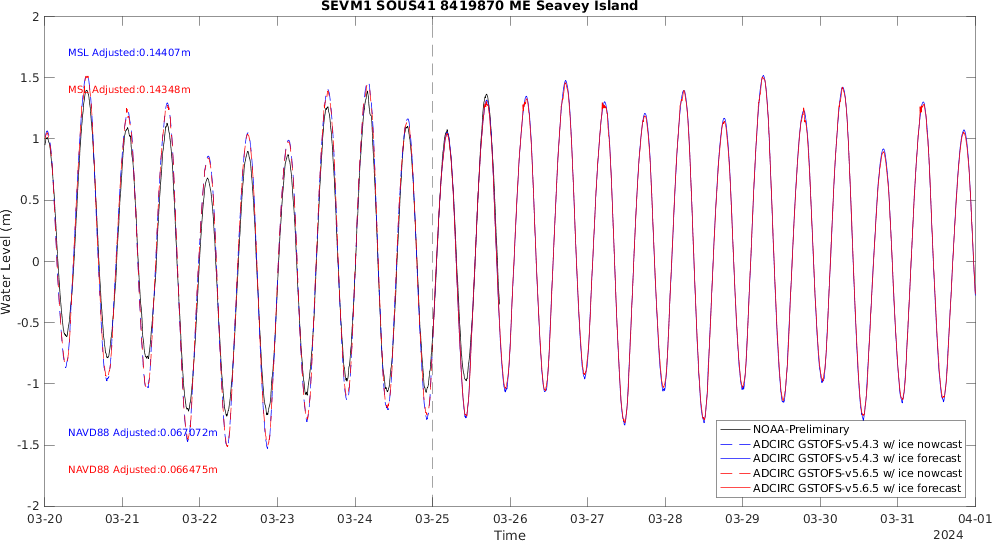 SEVM1 SOUS41 8419870 ME Seavey Island
2
1.5
1
0.5
0
-0.5
-1
-1.5
-2
Water Level (m)
MSL Adjusted:0.14407m
MSL Adjusted:0.14348m
NAVD88 Adjusted:0.067072m
NAVD88 Adjusted:0.066475m
NOAA-Preliminary
ADCIRC GSTOFS-v5.4.3 w/ ice nowcast
ADCIRC GSTOFS-v5.4.3 w/ ice forecast
ADCIRC GSTOFS-v5.6.5 w/ ice nowcast
ADCIRC GSTOFS-v5.6.5 w/ ice forecast
03-20 03-21 03-22 03-23 03-24 03-25 03-26 03-27 03-28 03-29 03-30 03-31 04-01
Time
2024